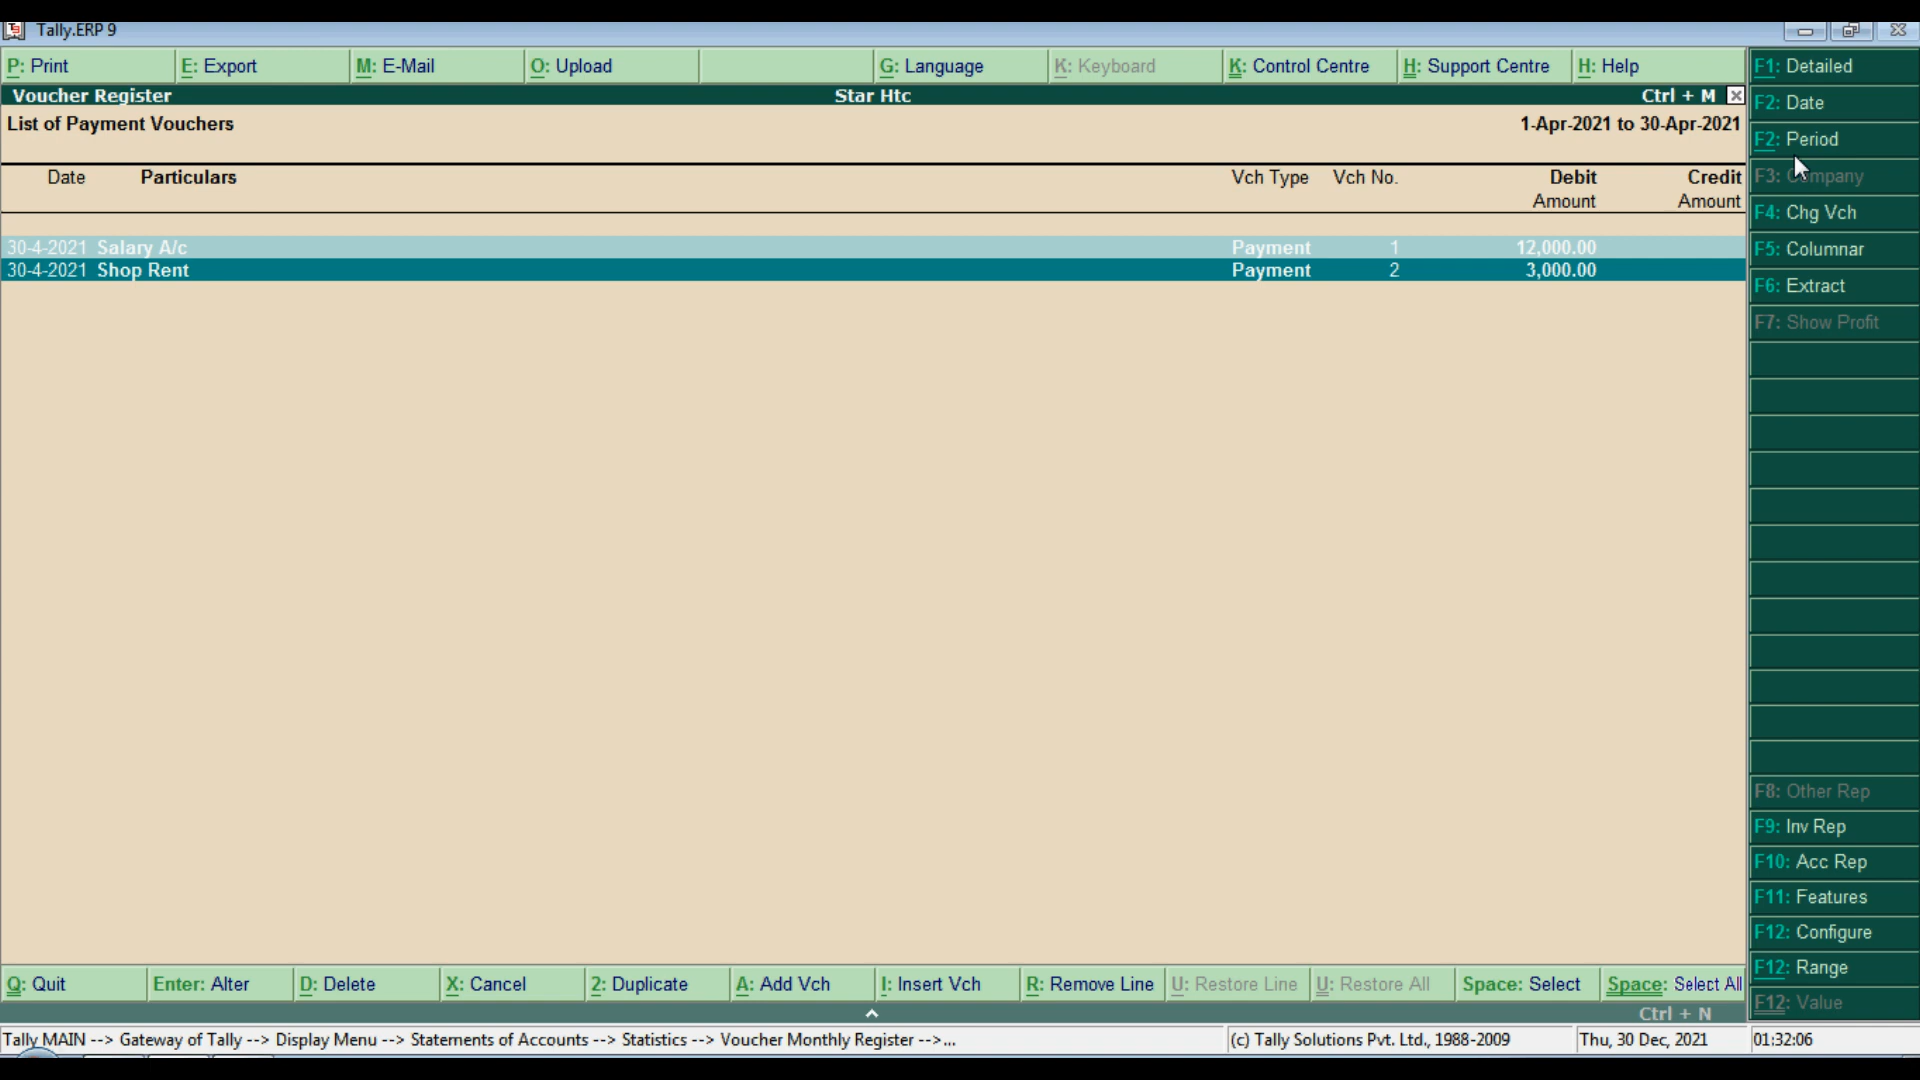 Tally.ERP 9
P: Print E: Export M: E-Mail O: Upload G: Language K: Keyboard K: Control Centre H: Support Centre H: Help
Voucher Register Star Htc Ctrl + M
List of Payment Vouchers 1-Apr-2021 to 30-Apr-2021
Date Particulars Vch Type Vch No. Debit Credit
Amount Amount
30-4-2021 Salary A/c Payment 1 12,000.00
30-4-2021 Shop Rent Payment 2 3,000.00
F1: Detailed
F2: Date
F2: Period
F3: Company
F4: Chg Vch
F5: Columnar
F6: Extract
F7: Show Profit
F8: Other Rep
F9: Inv Rep
F10: Acc Rep
F11: Features
F12: Configure
F12: Range
F12: Value
Q: Quit Enter: Alter D: Delete X: Cancel 2: Duplicate A: Add Vch I: Insert Vch R: Remove Line U: Restore Line U: Restore All Space: Select Space: Select All
Ctrl + N
Tally MAIN --> Gateway of Tally --> Display Menu --> Statements of Accounts --> Statistics --> Voucher Monthly Register -->... (c) Tally Solutions Pvt. Ltd., 1988-2009 Thu, 30 Dec, 2021 01:32:06